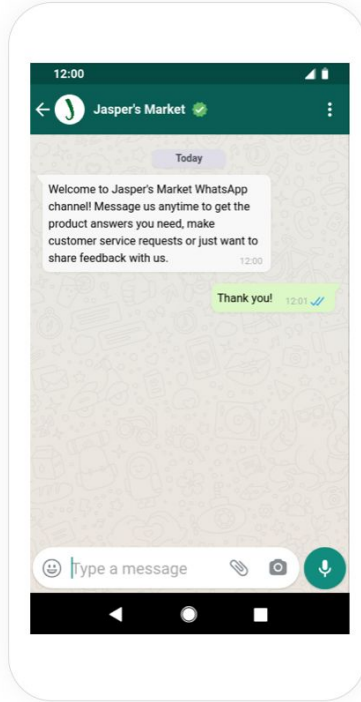 12:00
Jasper's Market
Today
Welcome to Jasper's Market WhatsApp
channel! Message us anytime to get the
product answers you need, make
customer service requests or just want to
share feedback with us. 12:00
Thank you! 12:01
Type a message